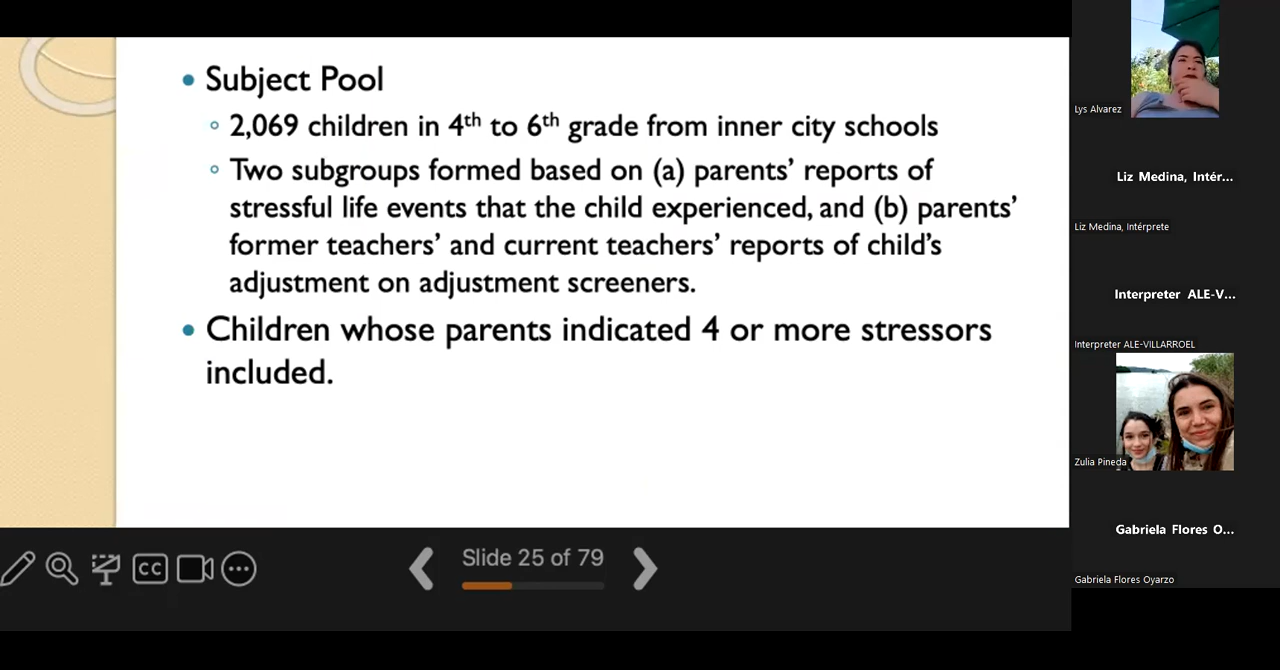 Subject Pool
2,069 children in 4th to 6th grade from inner city schools
Two subgroups formed based on (a) parents’ reports of
stressful life events that the child experienced, and (b) parents’
former teachers’ and current teachers’ reports of child’s
adjustment on adjustment screeners.
Children whose parents indicated 4 or more stressors
included.
CC
Slide 25 of 79
Lys Alvarez
Liz Medina, Intér...
Liz Medina, Intérprete
Interpreter ALE-V...
Interpreter ALE-VILLARROEL
Zulia Pineda
Gabriela Flores O...
Gabriela Flores Oyarzo